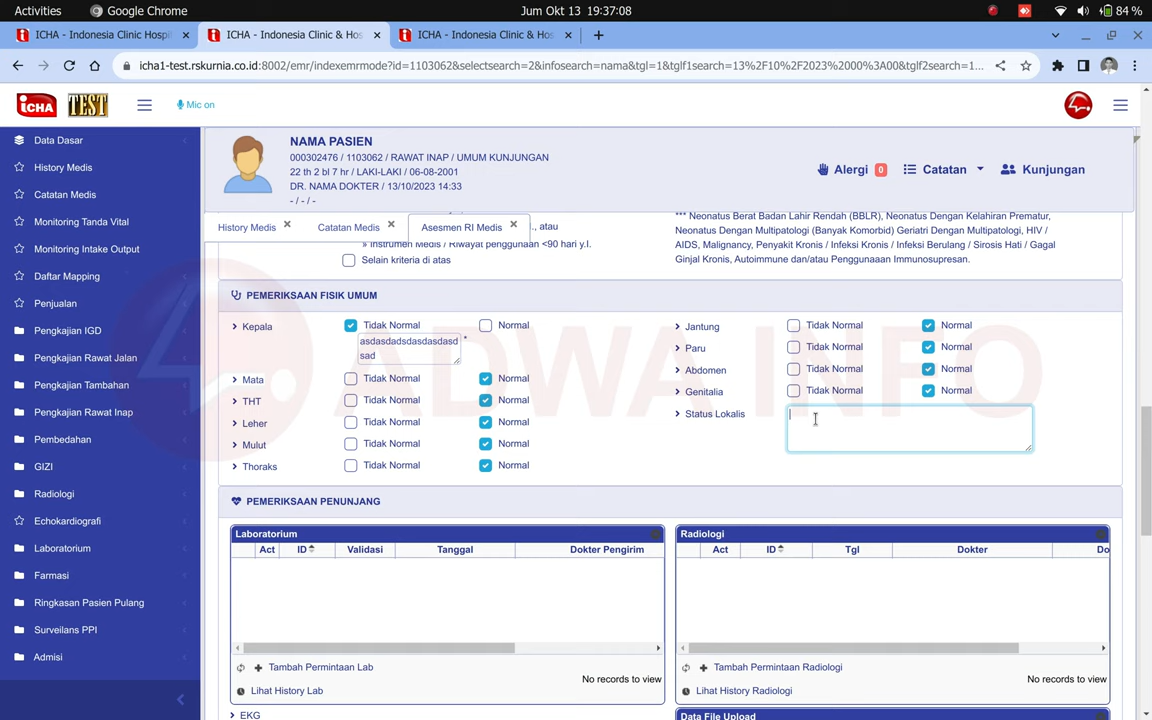 Activities
Google Chrome
Jum Okt 13 19:37:08
84 %
ICHA - Indonesia Clinic Hospi
ICHA - Indonesia Clinic & Hos
ICHA - Indonesia Clinic & Hos
icha1-test.rskurnia.co.id:8002/emr/indexemrmode?id=1103062&selectsearch=2&infosearch=nama&tgl=1&tglf1search=13%2F10%2F2023%2000%3A00&tglf2search=1...
iCHA TEST
Mic on
Data Dasar
History Medis
Catatan Medis
Monitoring Tanda Vital
Monitoring Intake Output
Daftar Mapping
Penjualan
Pengkajian IGD
Pengkajian Rawat Jalan
Pengkajian Tambahan
Pengkajian Rawat Inap
Pembedahan
GIZI
Radiologi
Echokardiografi
Laboratorium
Farmasi
Ringkasan Pasien Pulang
Surveilans PPI
Admisi
NAMA PASIEN
000302476 / 1103062 / RAWAT INAP / UMUM KUNJUNGAN
22 th 2 bl 7 hr / LAKI-LAKI / 06-08-2001
DR. NAMA DOKTER / 13/10/2023 14:33
- / - / -
Alergi 0
Catatan
Kunjungan
History Medis
Catatan Medis
Asesmen RI Medis
., atau
» Instrumen Medis / Riwayat penggunaan <90 hari y.l.
Selain kriteria di atas
*** Neonatus Berat Badan Lahir Rendah (BBLR), Neonatus Dengan Kelahiran Prematur,
Neonatus Dengan Multipatologi (Banyak Komorbid) Geriatri Dengan Multipatologi, HIV /
AIDS, Malignancy, Penyakit Kronis / Infeksi Kronis / Infeksi Berulang / Sirosis Hati / Gagal
Ginjal Kronis, Autoimmune dan/atau Penggunaaan Immunosupresan.
PEMERIKSAAN FISIK UMUM
Kepala Tidak Normal Normal
asdasdadsdasdasdasd
sad
*
Mata Tidak Normal Normal
THT Tidak Normal Normal
Leher Tidak Normal Normal
Mulut Tidak Normal Normal
Thoraks Tidak Normal Normal
Jantung Tidak Normal Normal
Paru Tidak Normal Normal
Abdomen Tidak Normal Normal
Genitalia Tidak Normal Normal
Status Lokalis
ADWA INFO
PEMERIKSAAN PENUNJANG
Laboratorium
Act ID Validasi Tanggal Dokter Pengirim
Tambah Permintaan Lab
No records to view
Lihat History Lab
EKG
Radiologi
Act ID Tgl Dokter Do
Tambah Permintaan Radiologi
No records to view
Lihat History Radiologi
Data File Upload